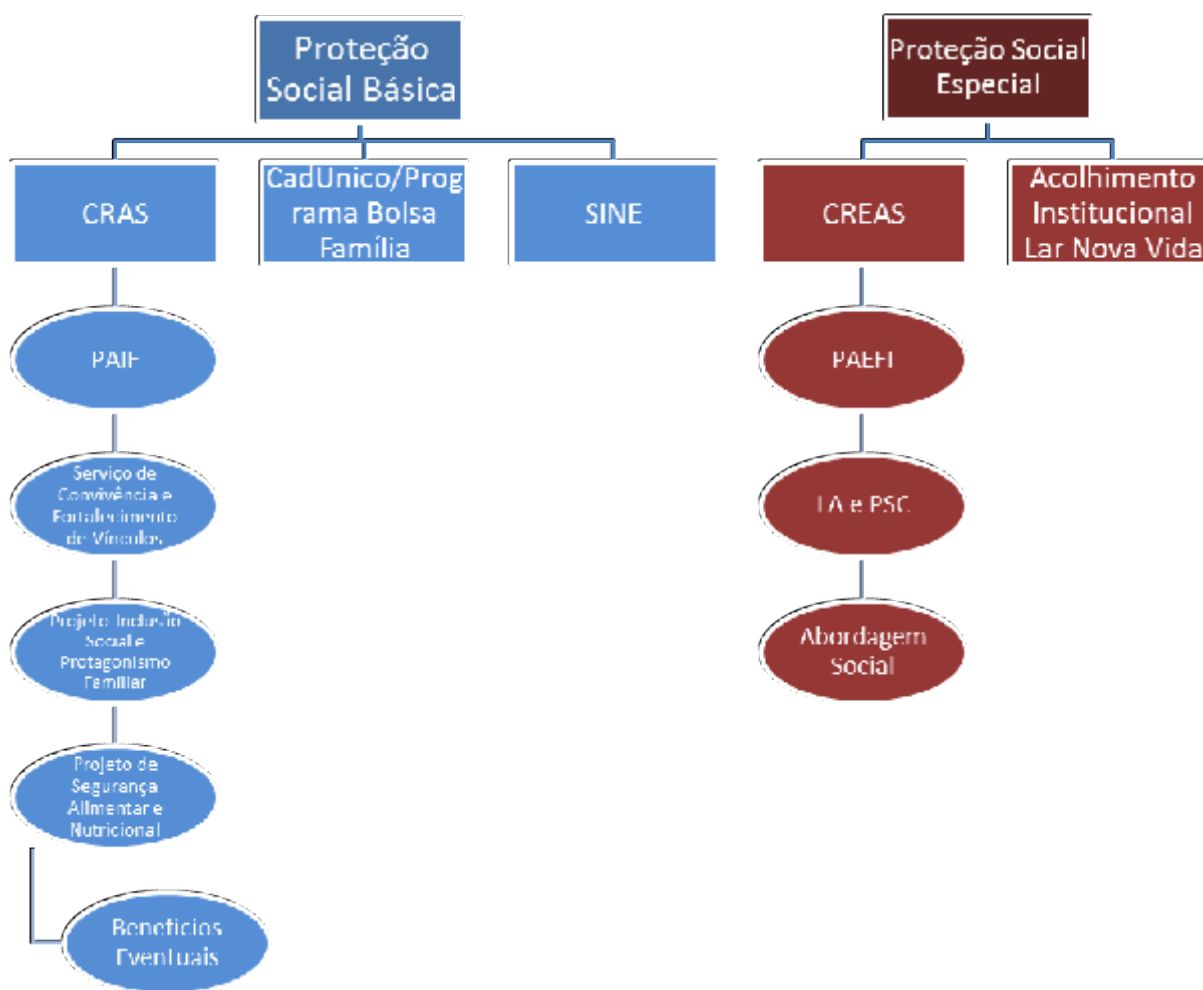 Proteção
Social Básica
Proteção Social
Especial
CRAS
CadUnico/Prog
rama Bolsa
Família
SINE
CREAS
Acolhimento
Institucional
Lar Nova Vida
PAIF
PAEFI
Serviço de
Convivência e
Fortalecimento
de Vínculos
LA e PSC
Projeto Inclusão
Social e
Protagonismo
Familiar
Abordagem
Social
Projeto de
Segurança
Alimentar e
Nutricional
Benefícios
Eventuais